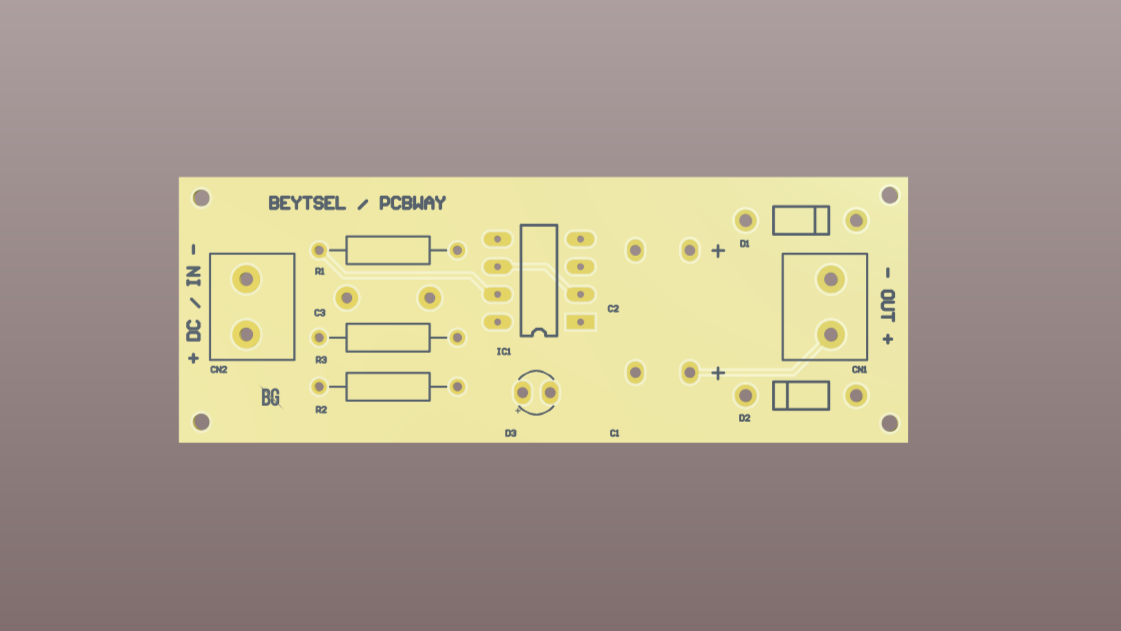 BEYTSEL / PCBWAY
+ DC / IN -
CN2
R1
C3
R3
R2
BG
IC1
D3
C2
C1
+
+
D1
D2
CN1
- OUT +
+